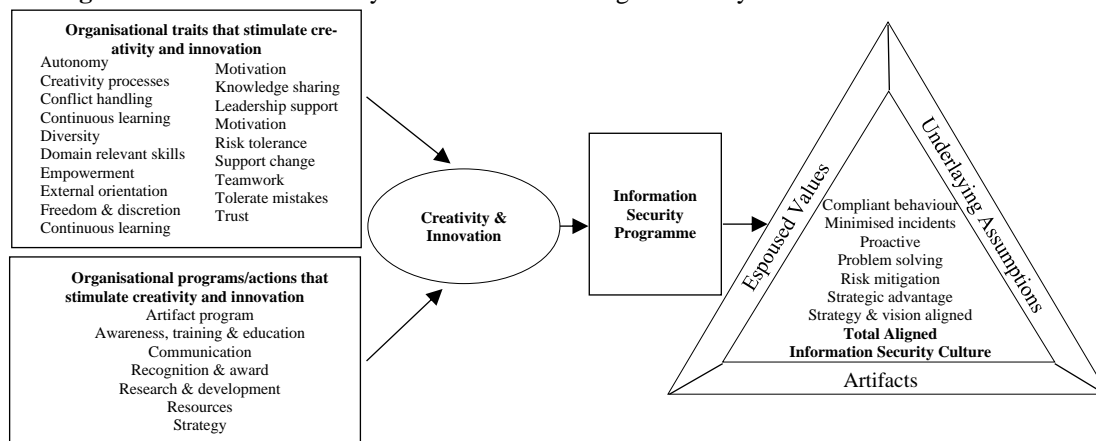 Organisational traits that stimulate cre-
ativity and innovation
Autonomy
Creativity processes
Conflict handling
Continuous learning
Diversity
Domain relevant skills
Empowerment
External orientation
Freedom & discretion
Continuous learning
Motivation
Knowledge sharing
Leadership support
Motivation
Risk tolerance
Support change
Teamwork
Tolerate mistakes
Trust
Organisational programs/actions that
stimulate creativity and innovation
Artifact program
Awareness, training & education
Communication
Recognition & award
Research & development
Resources
Strategy
Creativity &
Innovation
Information
Security
Programme
Espoused Values
Underlaying Assumptions
Compliant behaviour
Minimised incidents
Proactive
Problem solving
Risk mitigation
Strategic advantage
Strategy & vision aligned
Total Aligned
Information Security Culture
Artifacts